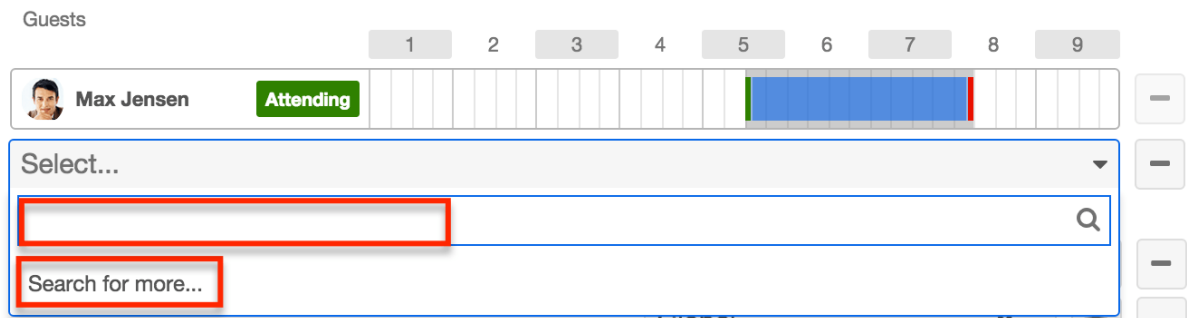 Guests
1 2 3 4 5 6 7 8 9
Max Jensen Attending
Select...
Search for more...